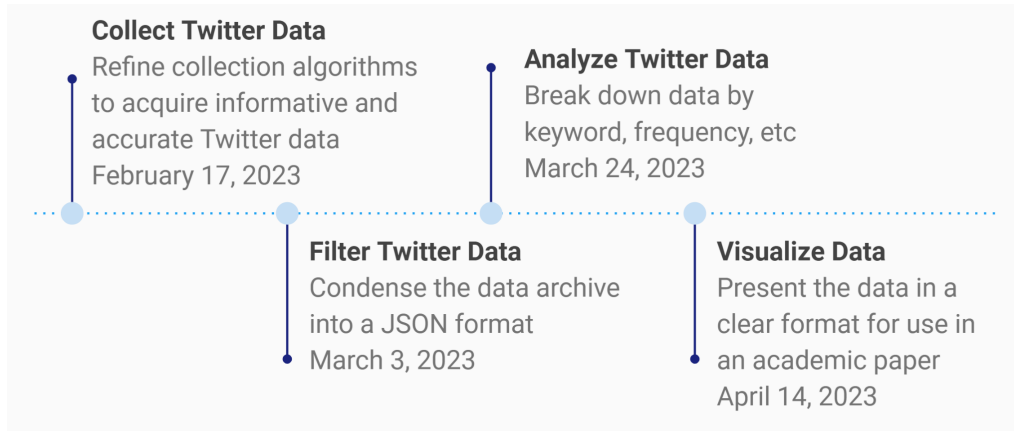 Collect Twitter Data
Refine collection algorithms
to acquire informative and
accurate Twitter data
February 17, 2023
Filter Twitter Data
Condense the data archive
into a JSON format
March 3, 2023
Analyze Twitter Data
Break down data by
keyword, frequency, etc
March 24, 2023
Visualize Data
Present the data in a
clear format for use in
an academic paper
April 14, 2023